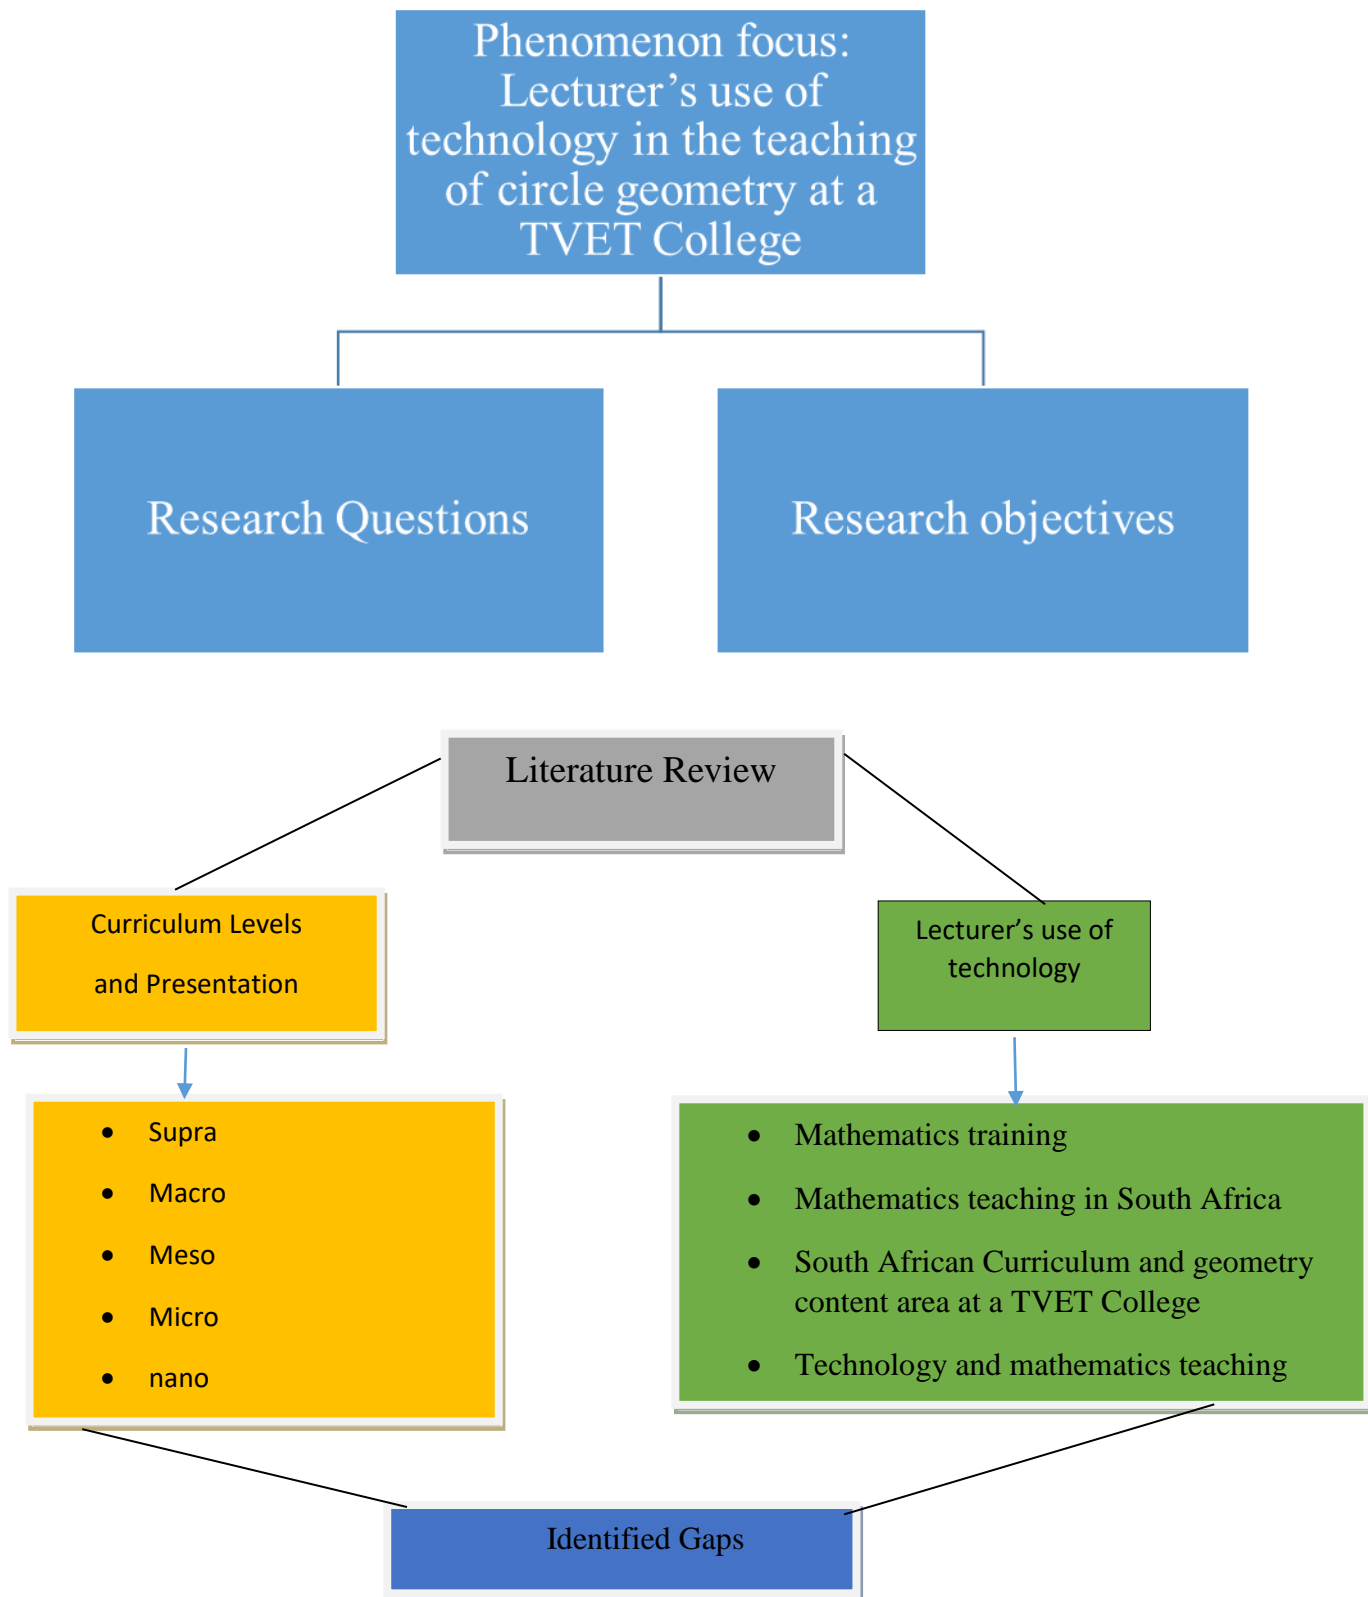 Phenomenon focus:
Lecturer’s use of
technology in the teaching
of circle geometry at a
TVET College
Research Questions
Research objectives
Literature Review
Curriculum Levels
and Presentation
Lecturer’s use of
technology
• Supra
• Macro
• Meso
• Micro
• nano
• Mathematics training
• Mathematics teaching in South Africa
• South African Curriculum and geometry
content area at a TVET College
• Technology and mathematics teaching
Identified Gaps